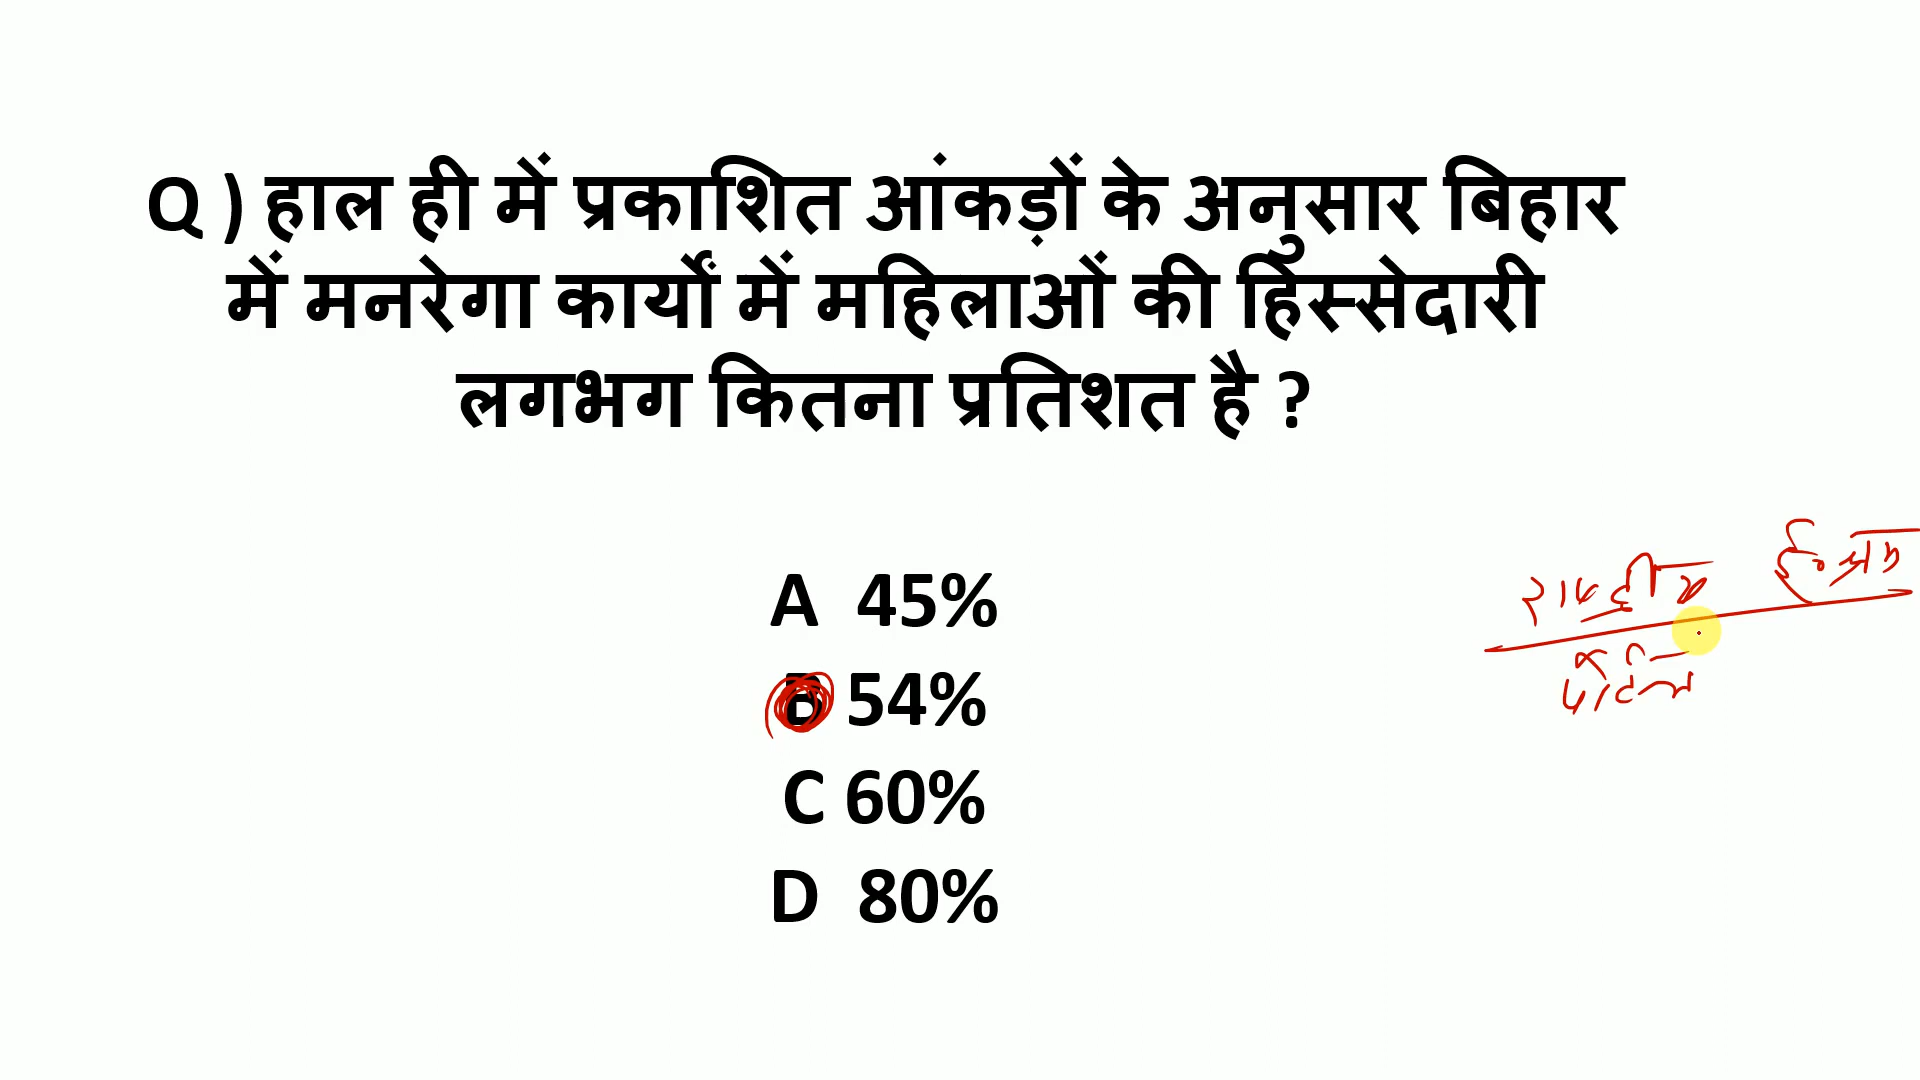 Q ) हाल ही में प्रकाशित आंकड़ों के अनुसार बिहार
में मनरेगा कार्यों में महिलाओं की हिस्सेदारी
लगभग कितना प्रतिशत है ?
A 45%
B 54%
C 60%
D 80%